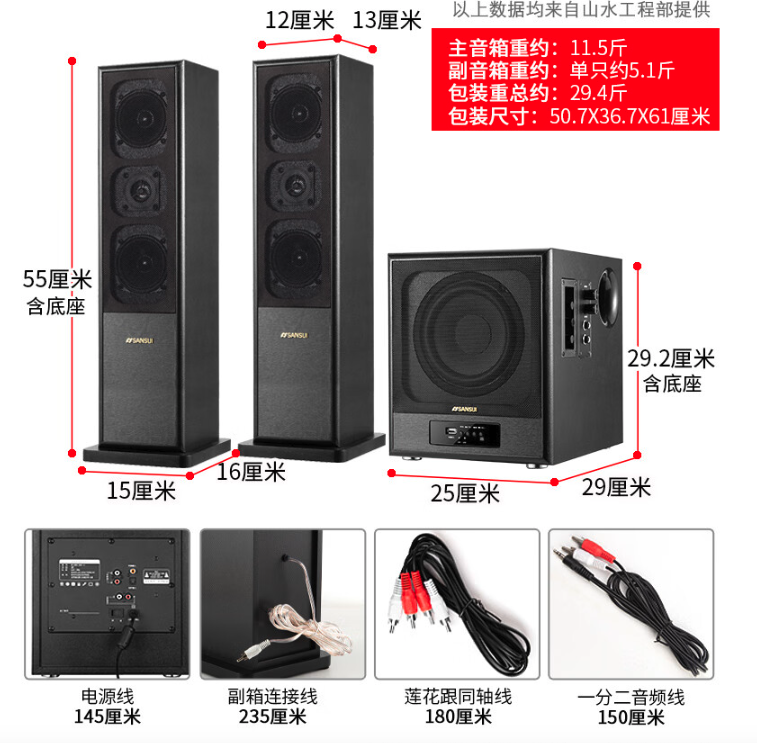 12厘米
13厘米
以上数据均来自山水工程部提供
主音箱重约：11.5斤
副音箱重约：单只约5.1斤
包装重总约：29.4斤
包装尺寸：50.7X36.7X61厘米
55厘米
含底座
SANSUI
SANSUI
29.2厘米
含底座
SANSUI
16厘米
15厘米
25厘米
29厘米
电源线
145厘米
副箱连接线
235厘米
莲花跟同轴线
180厘米
一分二音频线
150厘米